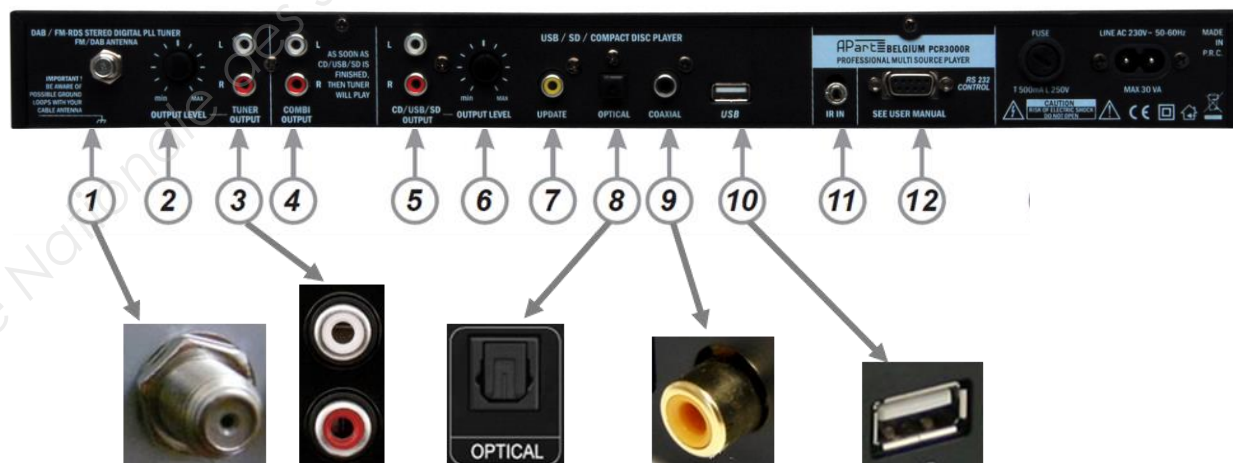 DAB / FM-RDS STEREO DIGITAL PLL TUNER
FM/DAB ANTENNA
IMPORTANT !
BE AWARE OF
POSSIBLE GROUND
LOOPS WITH YOUR
CABLE ANTENNA
min MAX
OUTPUT LEVEL
L
R
TUNER
OUTPUT
L
R
COMBI
OUTPUT
AS SOON AS
CD/USB/SD IS
FINISHED,
THEN TUNER
WILL PLAY
USB / SD / COMPACT DISC PLAYER
L
R
CD/USB/SD
OUTPUT
min MAX
OUTPUT LEVEL
UPDATE
OPTICAL
COAXIAL
USB
APart BELGIUM PCR3000R
PROFESSIONAL MULTI SOURCE PLAYER
IR IN
RS 232
CONTROL
SEE USER MANUAL
FUSE
T 500mA L 250V
LINE AC 230V~ 50-60Hz
MAX 30 VA
MADE
IN
P.R.C.
CAUTION
RISK OF ELECTRIC SHOCK
DO NOT OPEN
CE
1 2 3 4 5 6 7 8 9 10 11 12
OPTICAL
e Nationale des